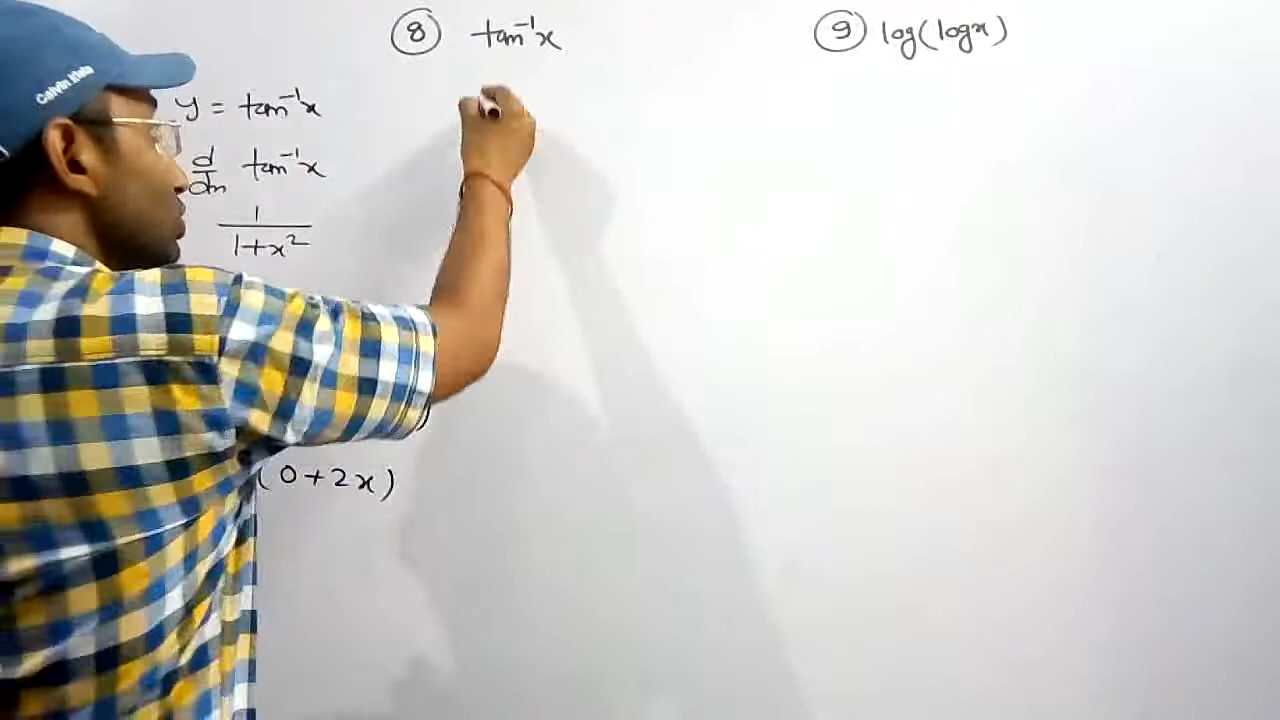 ⑧ tan⁻¹x
⑨ log(logx)
Calvin Klein
y = tan⁻¹x
d/dx tan⁻¹x
1/1+x²
(0+2x)